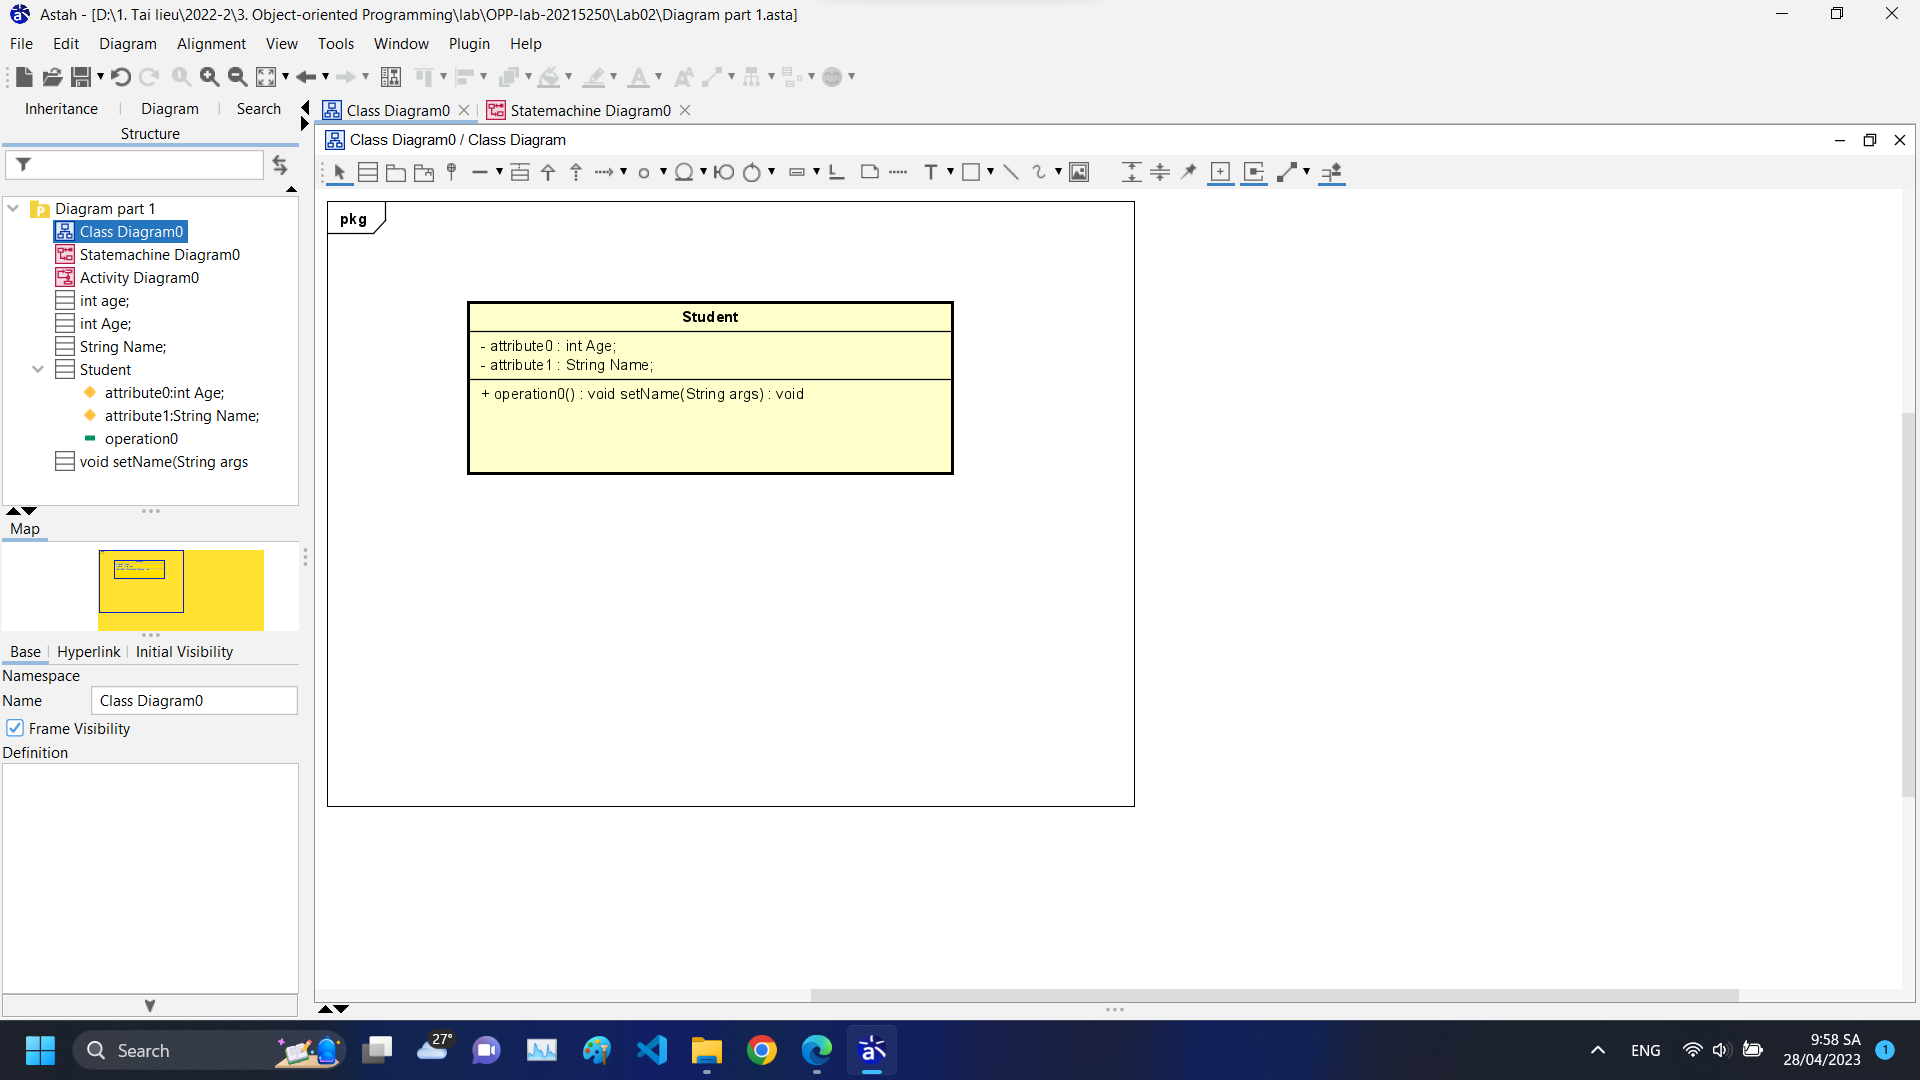 Astah - [D:\1. Tai lieu\2022-2\3. Object-oriented Programming\lab\OPP-lab-20215250\Lab02\Diagram part 1.asta]
File Edit Diagram Alignment View Tools Window Plugin Help
Inheritance Diagram Search
Structure
Class Diagram0 Statemachine Diagram0
Class Diagram0 / Class Diagram
Diagram part 1
Class Diagram0
Statemachine Diagram0
Activity Diagram0
int age;
int Age;
String Name;
Student
attribute0:int Age;
attribute1:String Name;
operation0
void setName(String args
pkg
Student
- attribute0 : int Age;
- attribute1 : String Name;
+ operation0() : void setName(String args) : void
Map
Base Hyperlink Initial Visibility
Namespace
Name Class Diagram0
Frame Visibility
Definition
Search
27°
ENG
9:58 SA
28/04/2023
1